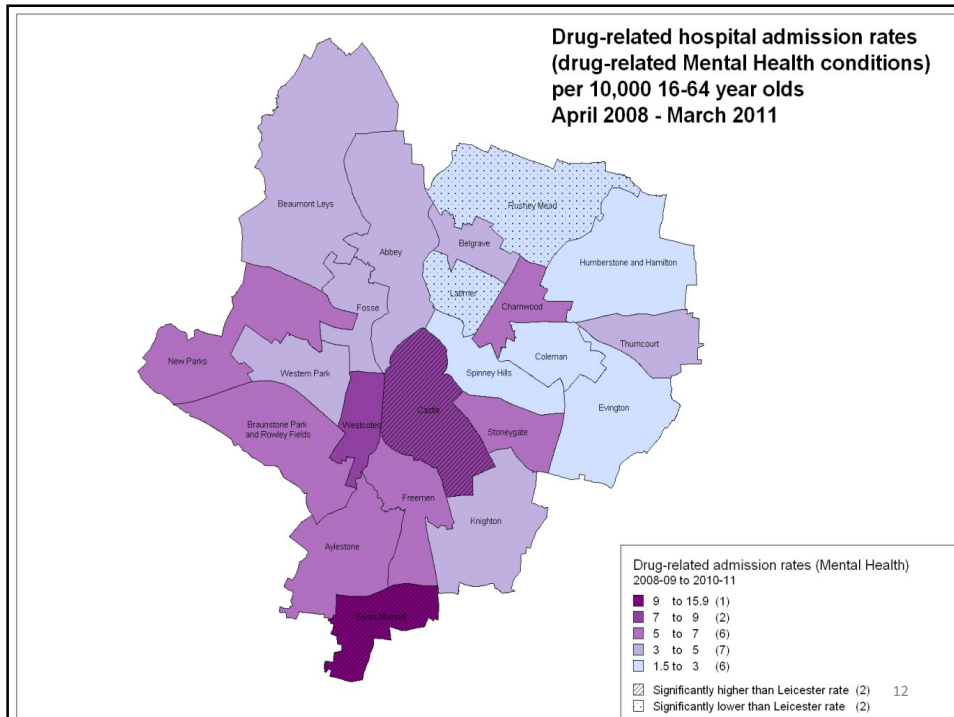 Drug-related hospital admission rates
(drug-related Mental Health conditions)
per 10,000 16-64 year olds
April 2008 - March 2011
Beaumont Leys
Rushey Mead
Belgrave
Abbey
Humberstone and Hamilton
Latimer
Charnwood
Fosse
Thurncourt
Coleman
New Parks
Western Park
Spinney Hills
Evington
Castle
Braunstone Park
and Rowley Fields
Westcotes
Stoneygate
Freemen
Knighton
Aylestone
Eyres Monsell
Drug-related admission rates (Mental Health)
2008-09 to 2010-11
9 to 15.9 (1)
7 to 9 (2)
5 to 7 (6)
3 to 5 (7)
1.5 to 3 (6)
Significantly higher than Leicester rate (2)
Significantly lower than Leicester rate (2)
12